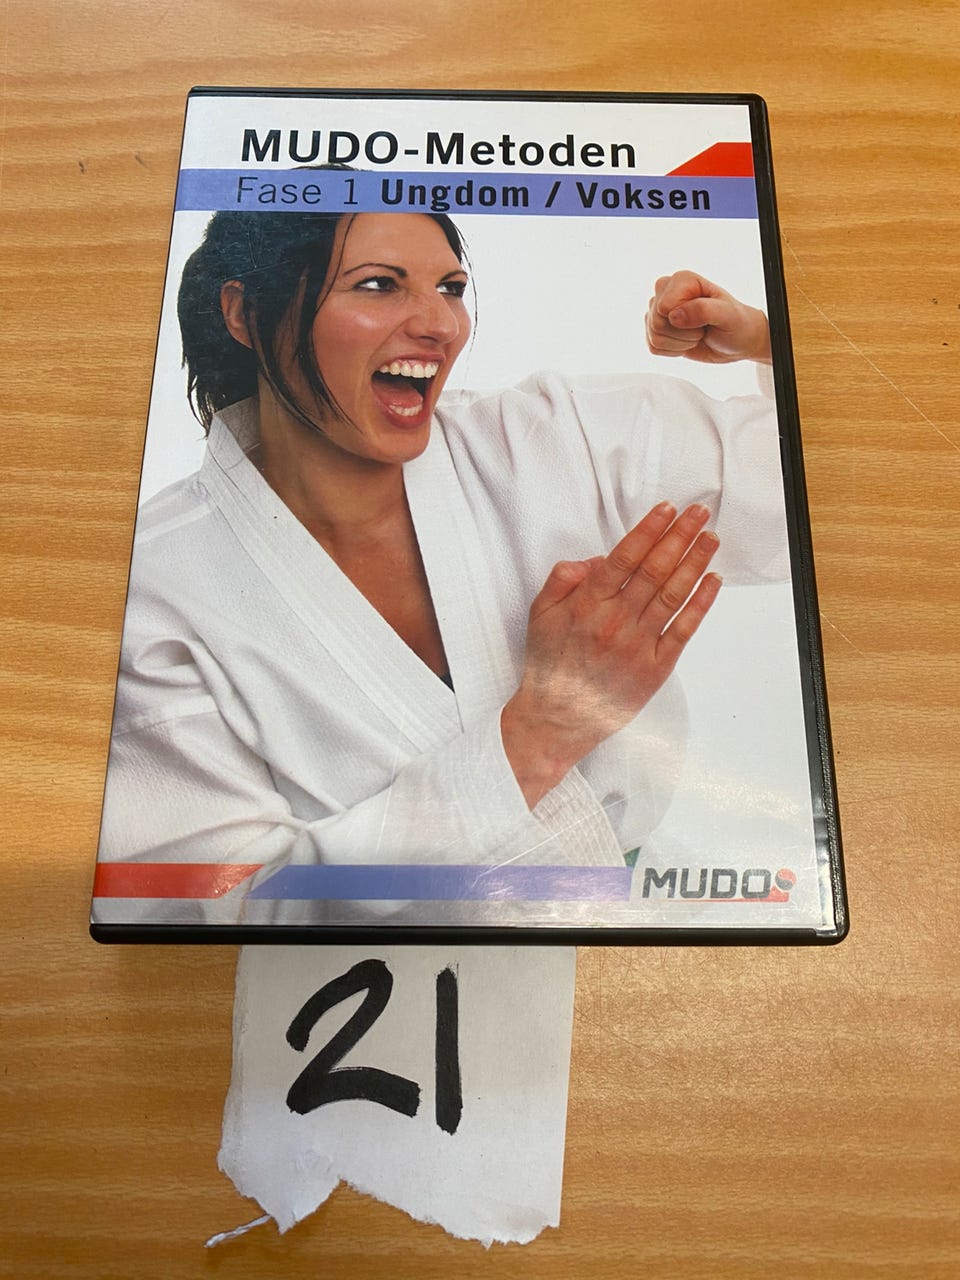 MUDO-Metoden
Fase 1 Ungdom / Voksen
MUDO
21